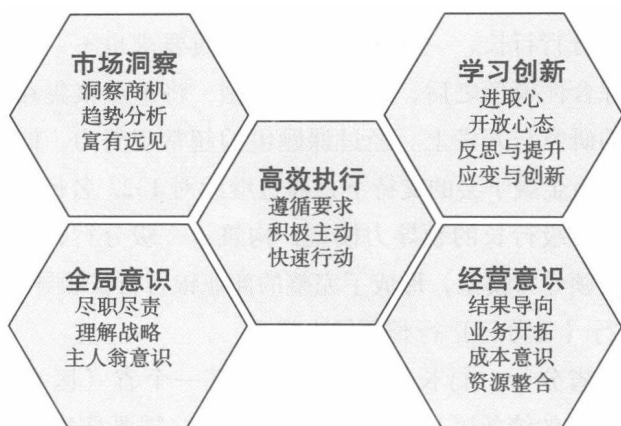 市场洞察
洞察商机
趋势分析
富有远见
学习创新
进取心
开放心态
反思与提升
应变与创新
高效执行
遵循要求
积极主动
快速行动
全局意识
尽职尽责
理解战略
主人翁意识
经营意识
结果导向
业务开拓
成本意识
资源整合